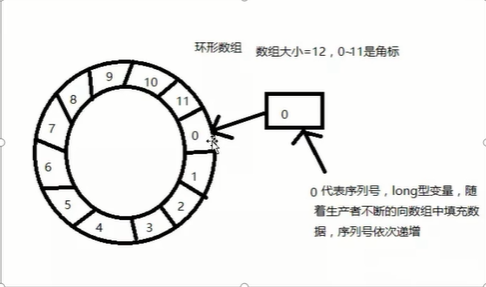 环形数组
数组大小=12，0-11是角标
0
0 代表序列号，long型变量，随
着生产者不断的向数组中填充数
据，序列号依次递增
9
10
8
11
7
0
6
1
5
2
4
3